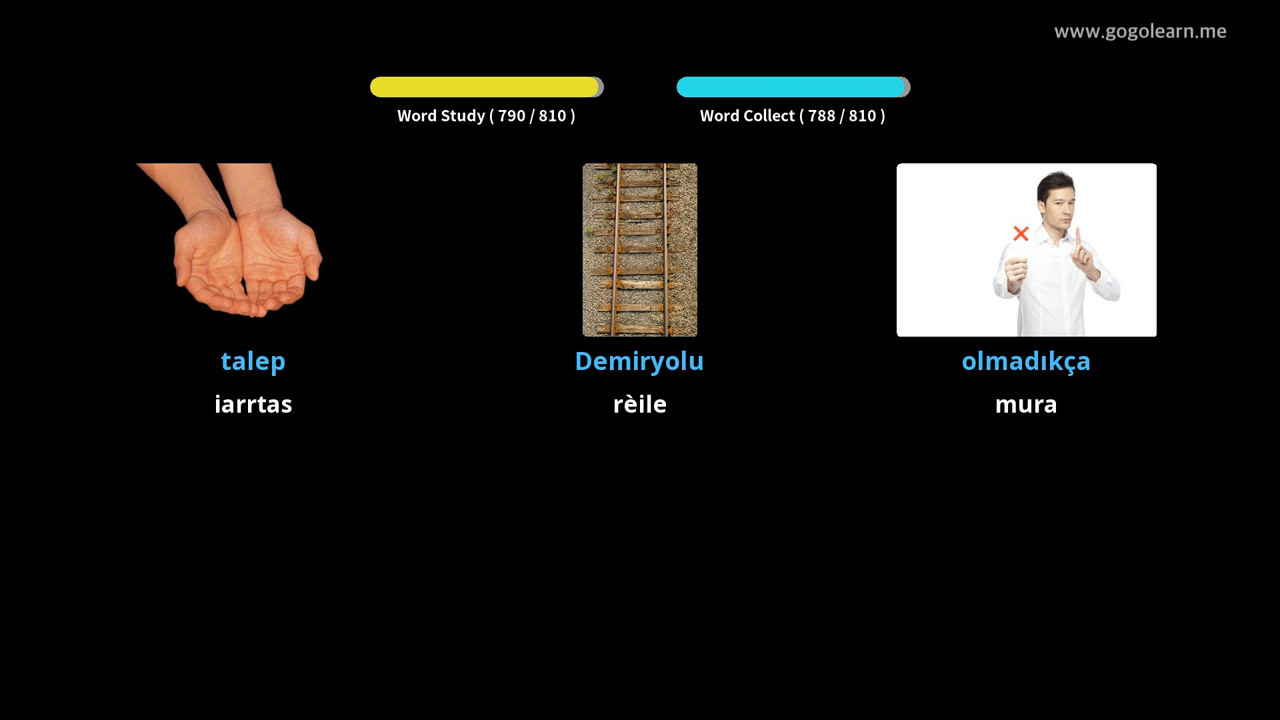 www.gogolearn.me
Word Study ( 790 / 810 )
Word Collect ( 788 / 810 )
talep
Demiryolu
olmadıkça
iarrtas
rèile
mura